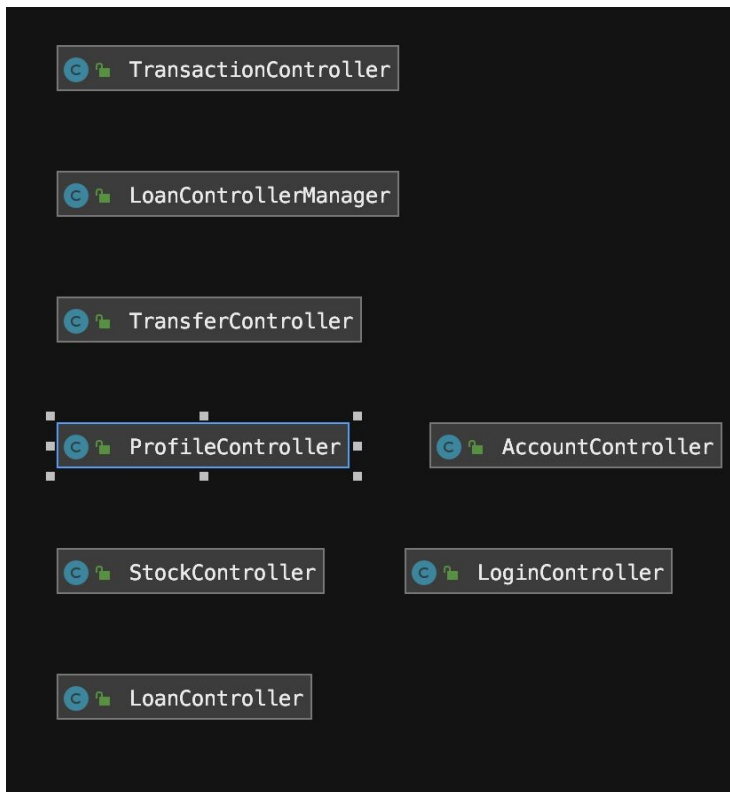 TransactionController
LoanControllerManager
TransferController
ProfileController
AccountController
StockController
LoginController
LoanController